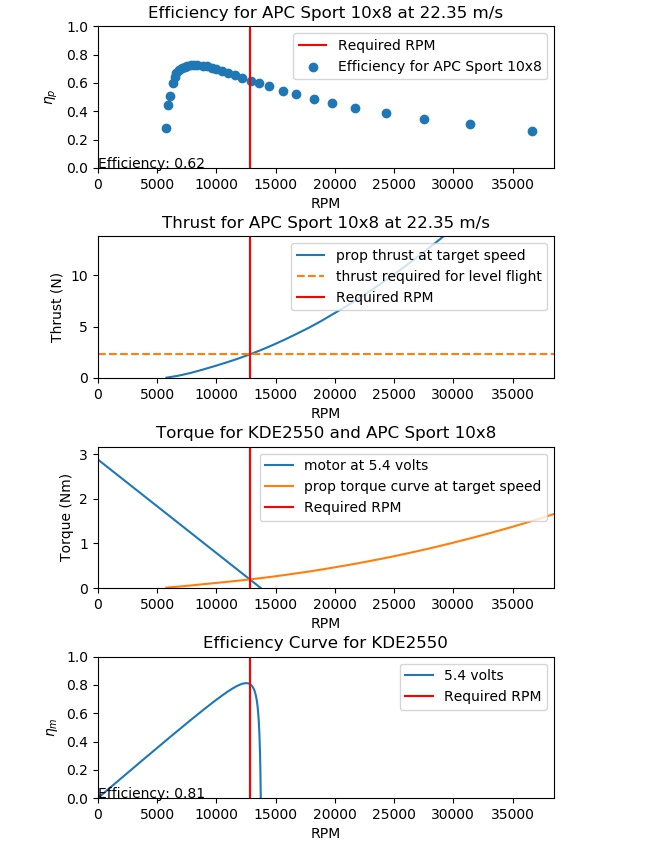 Efficiency for APC Sport 10x8 at 22.35 m/s
1.0
0.8
0.6
0.4
0.2
0.0
ηp
Required RPM
Efficiency for APC Sport 10x8
Efficiency: 0.62
0 5000 10000 15000 20000 25000 30000 35000
RPM
Thrust for APC Sport 10x8 at 22.35 m/s
10
5
0
Thrust (N)
prop thrust at target speed
thrust required for level flight
Required RPM
0 5000 10000 15000 20000 25000 30000 35000
RPM
Torque for KDE2550 and APC Sport 10x8
3
2
1
0
Torque (Nm)
motor at 5.4 volts
prop torque curve at target speed
Required RPM
0 5000 10000 15000 20000 25000 30000 35000
RPM
Efficiency Curve for KDE2550
1.0
0.8
0.6
0.4
0.2
0.0
ηm
5.4 volts
Required RPM
Efficiency: 0.81
0 5000 10000 15000 20000 25000 30000 35000
RPM